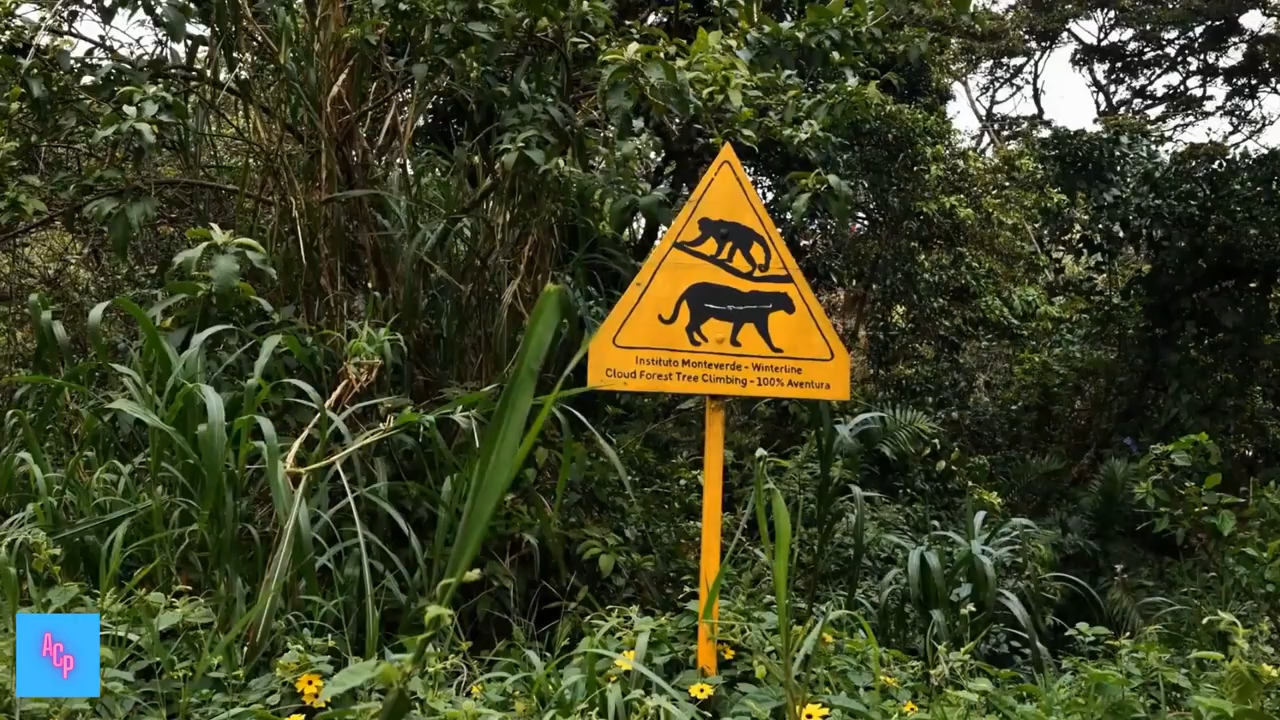 Instituto Monteverde - Winterline
Cloud Forest Tree Climbing - 100% Aventura
ACP